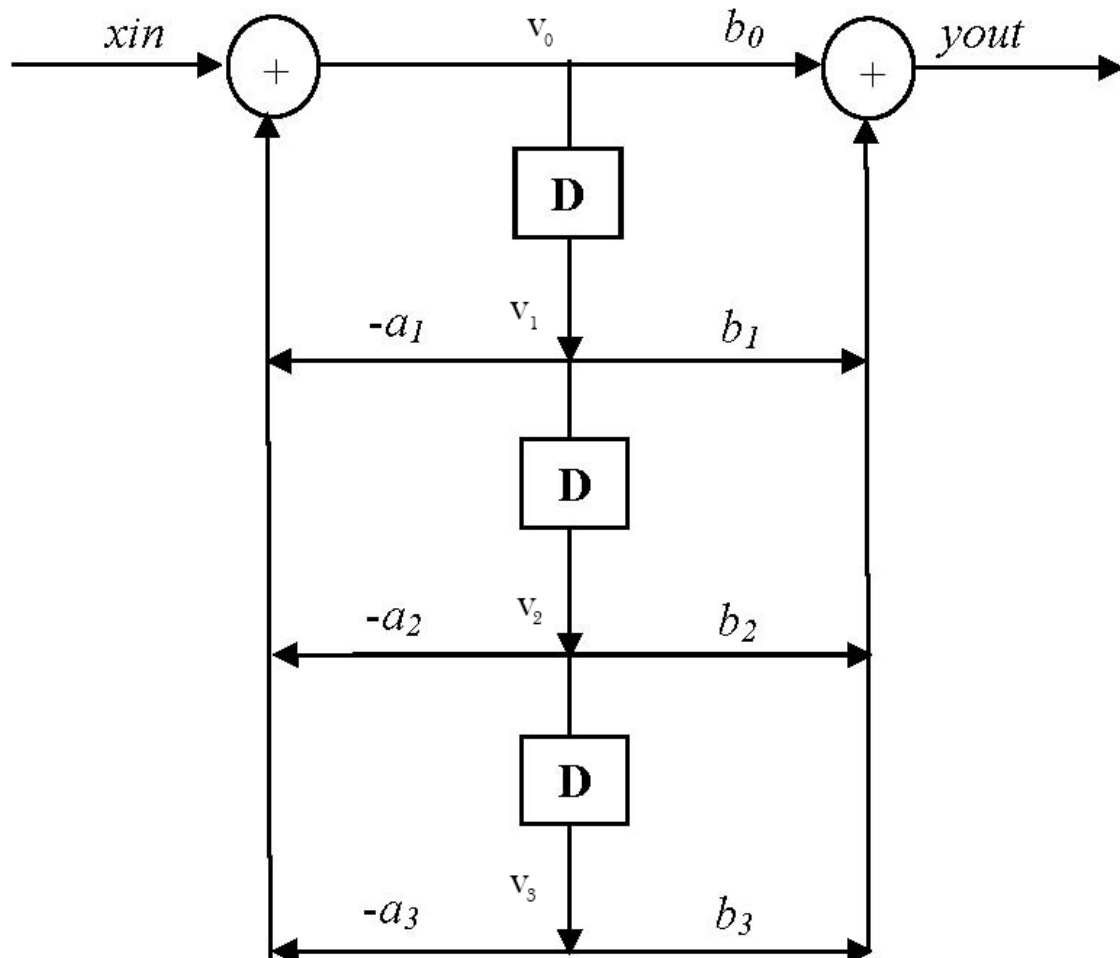 xin v₀ b₀ yout
+ +
D
v₁
-a₁ b₁
D
v₂
-a₂ b₂
D
v₃
-a₃ b₃